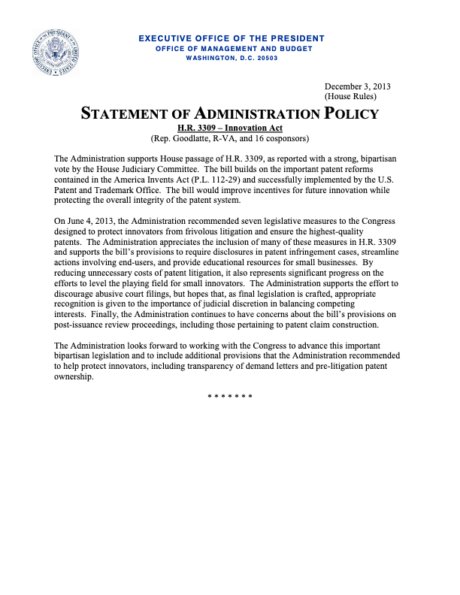 EXECUTIVE OFFICE OF THE PRESIDENT
OFFICE OF MANAGEMENT AND BUDGET
WASHINGTON, D.C. 20503
December 3, 2013
(House Rules)
STATEMENT OF ADMINISTRATION POLICY
H.R. 3309 – Innovation Act
(Rep. Goodlatte, R-VA, and 16 cosponsors)
The Administration supports House passage of H.R. 3309, as reported with a strong, bipartisan
vote by the House Judiciary Committee. The bill builds on the important patent reforms
contained in the America Invents Act (P.L. 112-29) and successfully implemented by the U.S.
Patent and Trademark Office. The bill would improve incentives for future innovation while
protecting the overall integrity of the patent system.
On June 4, 2013, the Administration recommended seven legislative measures to the Congress
designed to protect innovators from frivolous litigation and ensure the highest-quality
patents. The Administration appreciates the inclusion of many of these measures in H.R. 3309
and supports the bill's provisions to require disclosures in patent infringement cases, streamline
actions involving end-users, and provide educational resources for small businesses. By
reducing unnecessary costs of patent litigation, it also represents significant progress on the
efforts to level the playing field for small innovators. The Administration supports the effort to
discourage abusive court filings, but hopes that, as final legislation is crafted, appropriate
recognition is given to the importance of judicial discretion in balancing competing
interests. Finally, the Administration continues to have concerns about the bill's provisions on
post-issuance review proceedings, including those pertaining to patent claim construction.
The Administration looks forward to working with the Congress to advance this important
bipartisan legislation and to include additional provisions that the Administration recommended
to help protect innovators, including transparency of demand letters and pre-litigation patent
ownership.
* * * * * * *